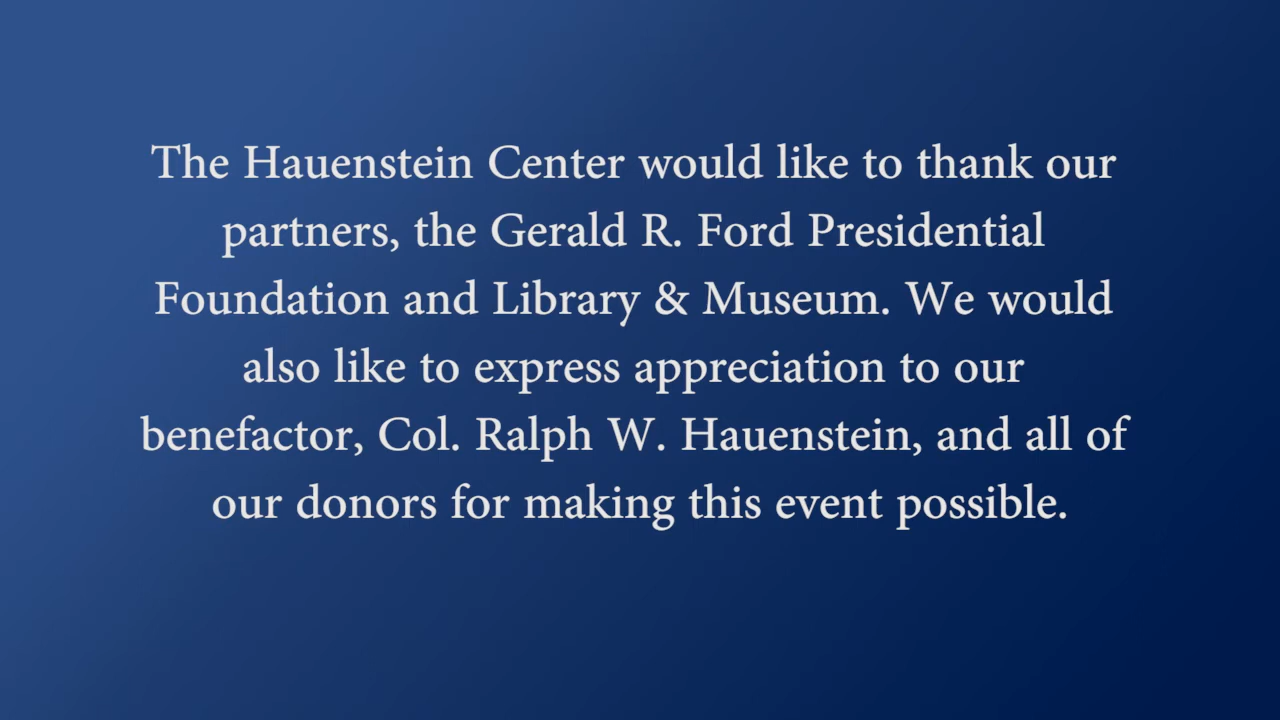 The Hauenstein Center would like to thank our
partners, the Gerald R. Ford Presidential
Foundation and Library & Museum. We would
also like to express appreciation to our
benefactor, Col. Ralph W. Hauenstein, and all of
our donors for making this event possible.